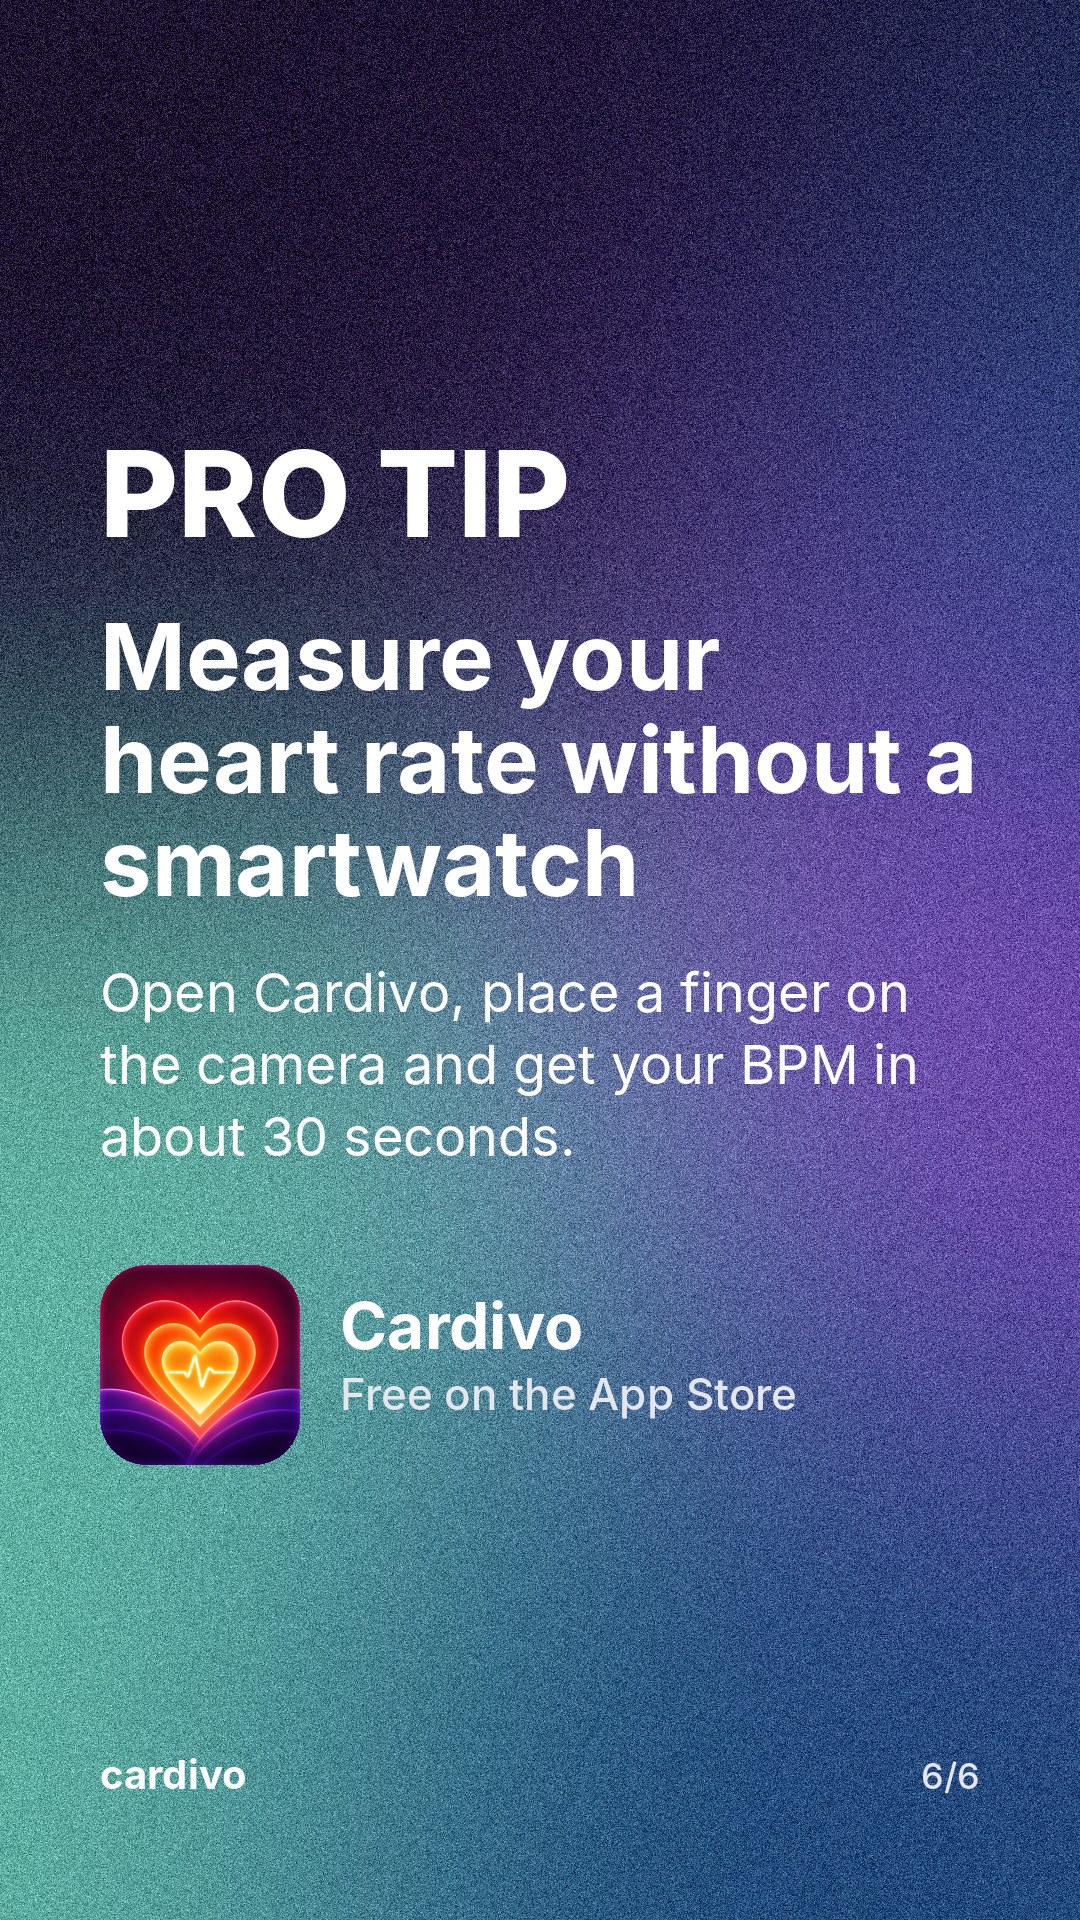 PRO TIP
Measure your
heart rate without a
smartwatch
Open Cardivo, place a finger on
the camera and get your BPM in
about 30 seconds.
Cardivo
Free on the App Store
cardivo
6/6